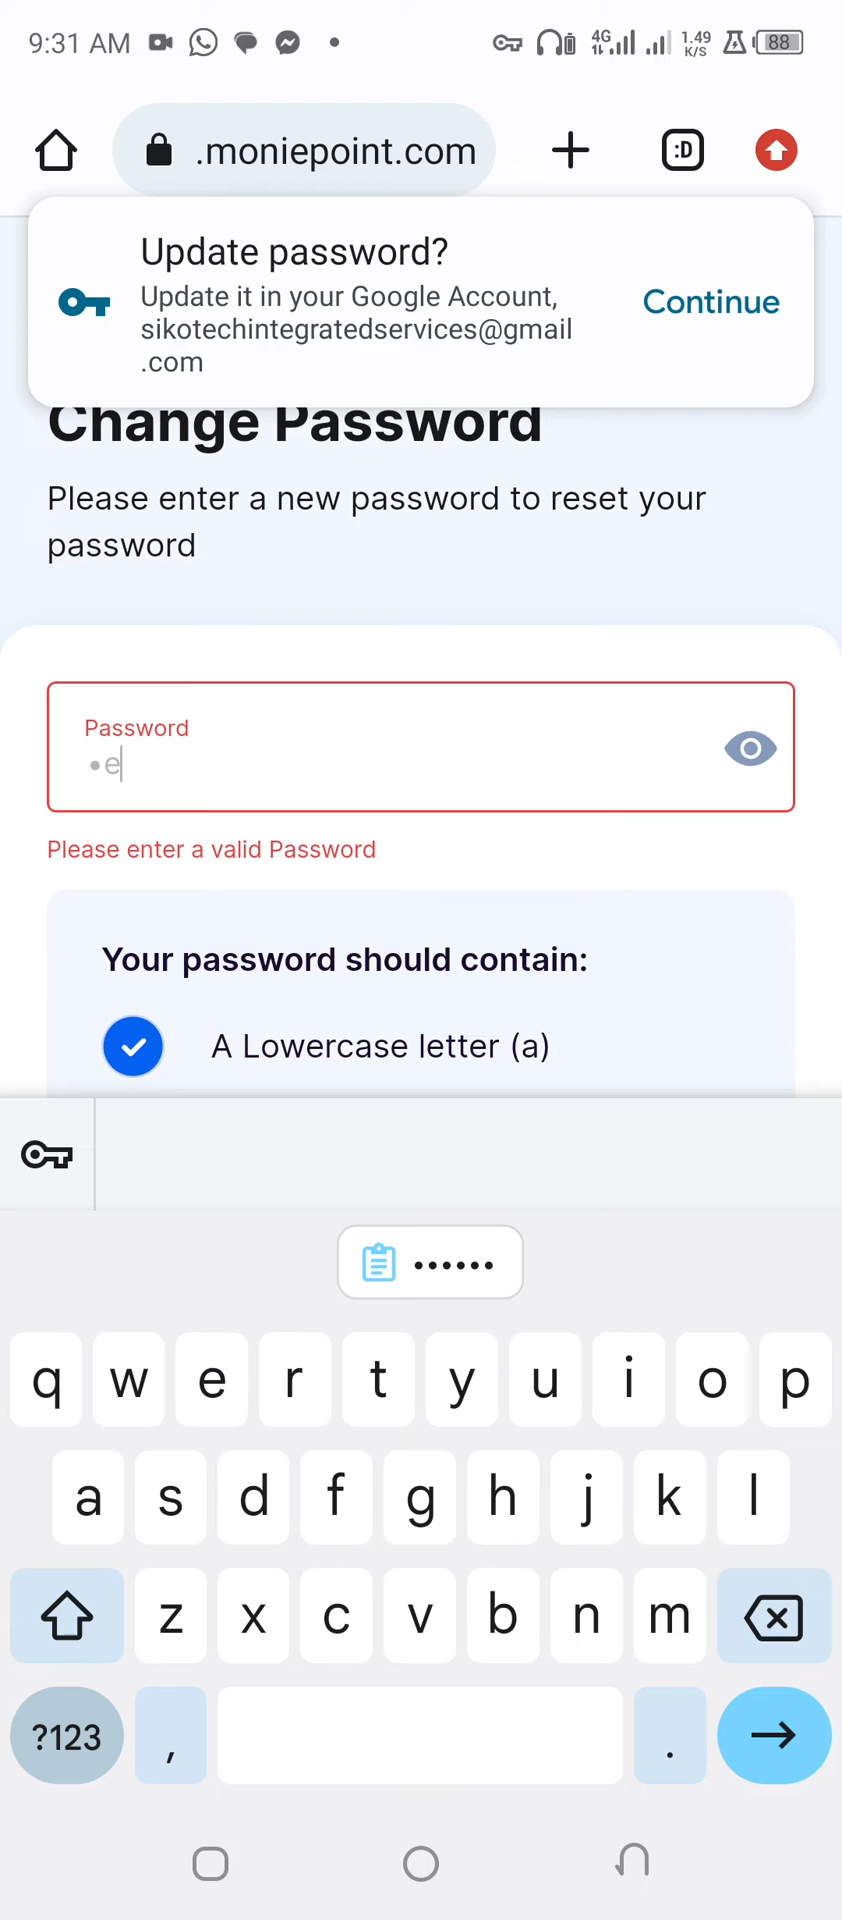 9:31 AM 4G 1.49 K/S 88
.moniepoint.com :D
Update password?
Update it in your Google Account,
sikotechintegratedservices@gmail
.com
Continue
Change Password
Please enter a new password to reset your
password
Password
•e
Please enter a valid Password
Your password should contain:
A Lowercase letter (a)
••••••
q w e r t y u i o p
a s d f g h j k l
z x c v b n m
?123 , .